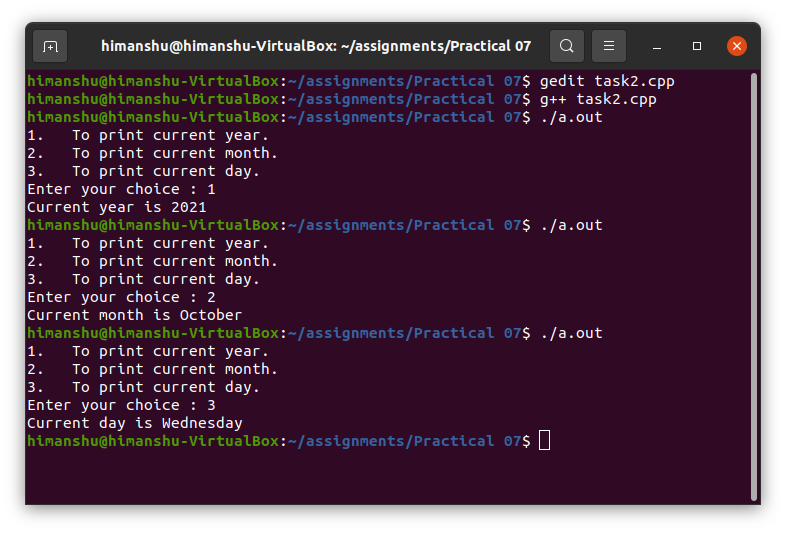 himanshu@himanshu-VirtualBox: ~/assignments/Practical 07
himanshu@himanshu-VirtualBox:~/assignments/Practical 07$ gedit task2.cpp
himanshu@himanshu-VirtualBox:~/assignments/Practical 07$ g++ task2.cpp
himanshu@himanshu-VirtualBox:~/assignments/Practical 07$ ./a.out
1.   To print current year.
2.   To print current month.
3.   To print current day.
Enter your choice : 1
Current year is 2021
himanshu@himanshu-VirtualBox:~/assignments/Practical 07$ ./a.out
1.   To print current year.
2.   To print current month.
3.   To print current day.
Enter your choice : 2
Current month is October
himanshu@himanshu-VirtualBox:~/assignments/Practical 07$ ./a.out
1.   To print current year.
2.   To print current month.
3.   To print current day.
Enter your choice : 3
Current day is Wednesday
himanshu@himanshu-VirtualBox:~/assignments/Practical 07$